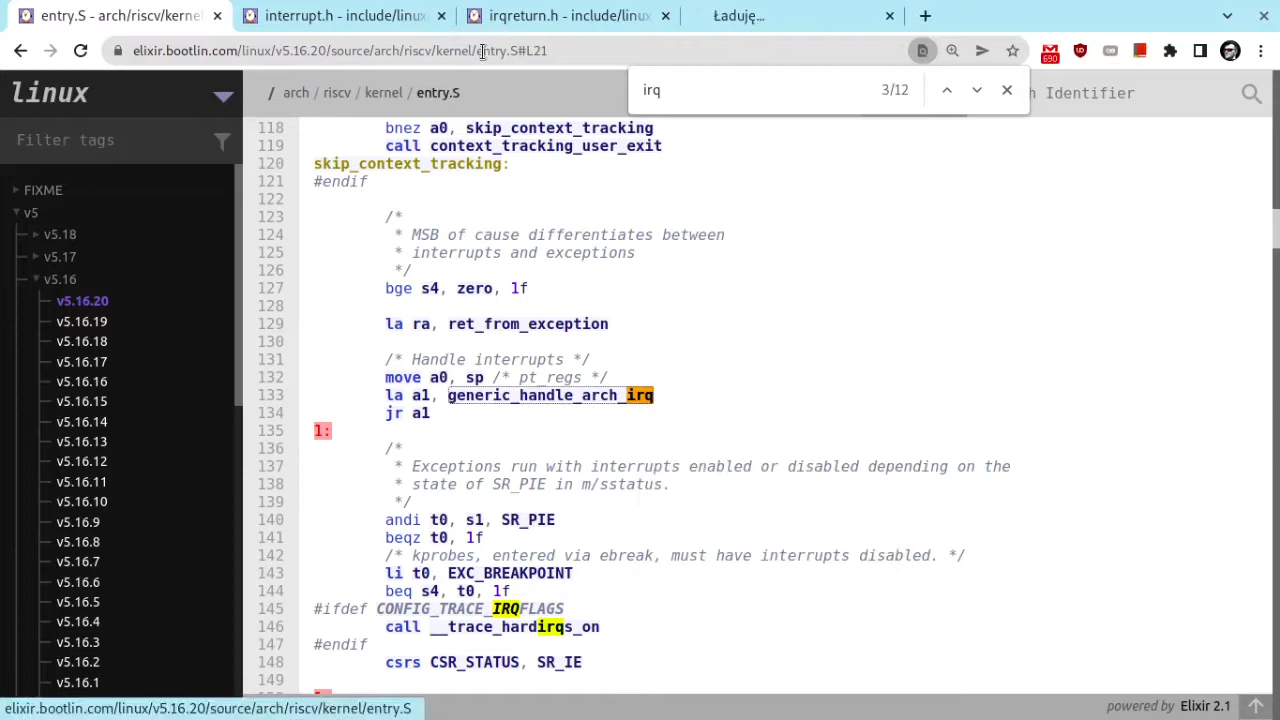 entry.S - arch/riscv/kernel
interrupt.h - include/linux
irqreturn.h - include/linux
Ładuję...
elixir.bootlin.com/linux/v5.16.20/source/arch/riscv/kernel/entry.S#L21
690
linux
/ arch / riscv / kernel / entry.S
irq
3/12
h Identifier
Filter tags
FIXME
v5
v5.18
v5.17
v5.16
v5.16.20
v5.16.19
v5.16.18
v5.16.17
v5.16.16
v5.16.15
v5.16.14
v5.16.13
v5.16.12
v5.16.11
v5.16.10
v5.16.9
v5.16.8
v5.16.7
v5.16.6
v5.16.5
v5.16.4
v5.16.3
v5.16.2
v5.16.1
118 bnez a0, skip_context_tracking
119 call context_tracking_user_exit
120 skip_context_tracking:
121 #endif
122
123 /*
124 * MSB of cause differentiates between
125 * interrupts and exceptions
126 */
127 bge s4, zero, 1f
128
129 la ra, ret_from_exception
130
131 /* Handle interrupts */
132 move a0, sp /* pt_regs */
133 la a1, generic_handle_arch_irq
134 jr a1
135 1:
136 /*
137 * Exceptions run with interrupts enabled or disabled depending on the
138 * state of SR_PIE in m/sstatus.
139 */
140 andi t0, s1, SR_PIE
141 beqz t0, 1f
142 /* kprobes, entered via ebreak, must have interrupts disabled. */
143 li t0, EXC_BREAKPOINT
144 beq s4, t0, 1f
145 #ifdef CONFIG_TRACE_IRQFLAGS
146 call __trace_hardirqs_on
147 #endif
148 csrs CSR_STATUS, SR_IE
149
elixir.bootlin.com/linux/v5.16.20/source/arch/riscv/kernel/entry.S
powered by Elixir 2.1